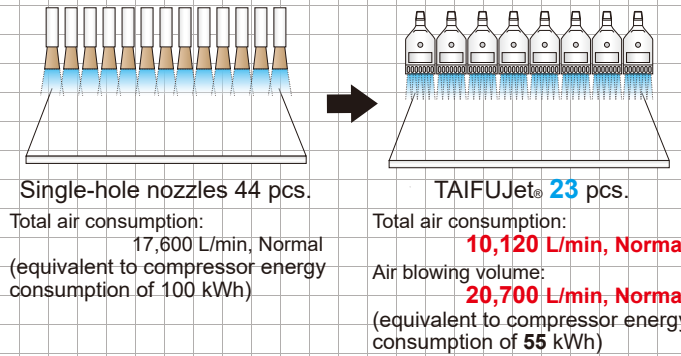 Single-hole nozzles 44 pcs.
Total air consumption:
17,600 L/min, Normal
(equivalent to compressor energy
consumption of 100 kWh)
TAIFUJet® 23 pcs.
Total air consumption:
10,120 L/min, Norma
Air blowing volume:
20,700 L/min, Norma
(equivalent to compressor energy
consumption of 55 kWh)